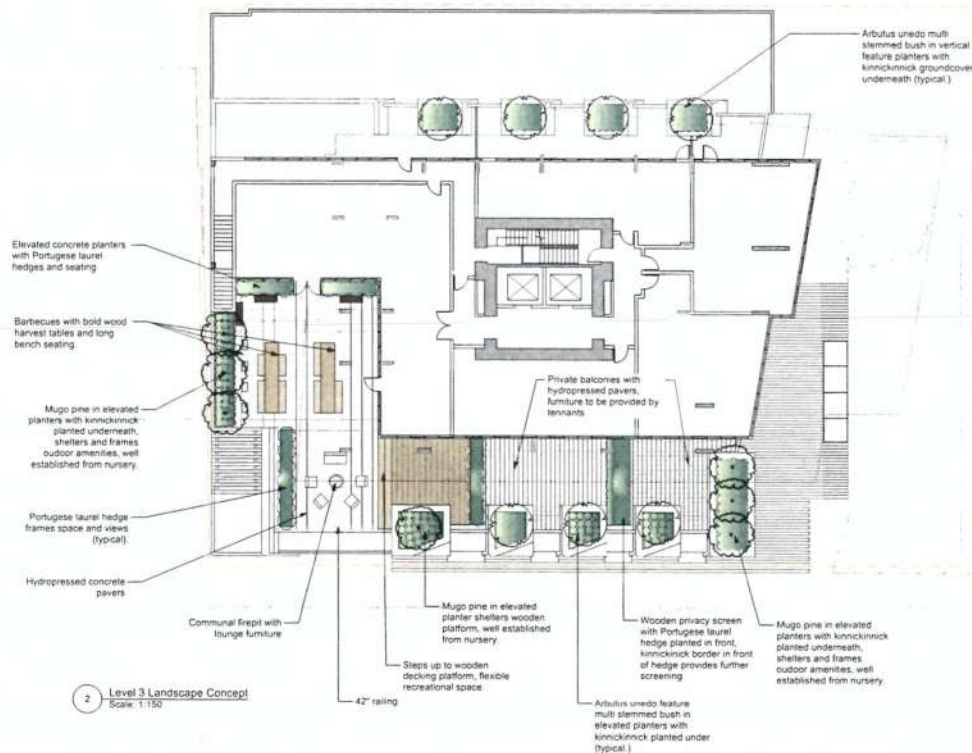 Arbutus unedo multi
stemmed bush in vertical
feature planters with
kinnickinnick groundcover
underneath (typical.)
Elevated concrete planters
with Portugese laurel
hedges and seating
Barbecues with bold wood
harvest tables and long
bench seating.
Mugo pine in elevated
planters with kinnickinnick
planted underneath,
shelters and frames
oudoor amenities, well
established from nursery.
Portugese laurel hedge
frames space and views
(typical).
Hydropressed concrete
pavers
Communal firepit with
lounge furniture
Private balconies with
hydropressed pavers,
furniture to be provided by
tennants
Mugo pine in elevated
planter shelters wooden
platform, well established
from nursery.
Steps up to wooden
decking platform, flexible
recreational space
42" railing
Wooden privacy screen
with Portugese laurel
hedge planted in front,
kinnickinick border in front
of hedge provides further
screening
Mugo pine in elevated
planters with kinnickinnick
planted underneath,
shelters and frames
oudoor amenities, well
established from nursery.
Arbutus unedo feature
multi stemmed bush in
elevated planters with
kinnickinnick planted under
(typical.)
2 Level 3 Landscape Concept
Scale: 1:150